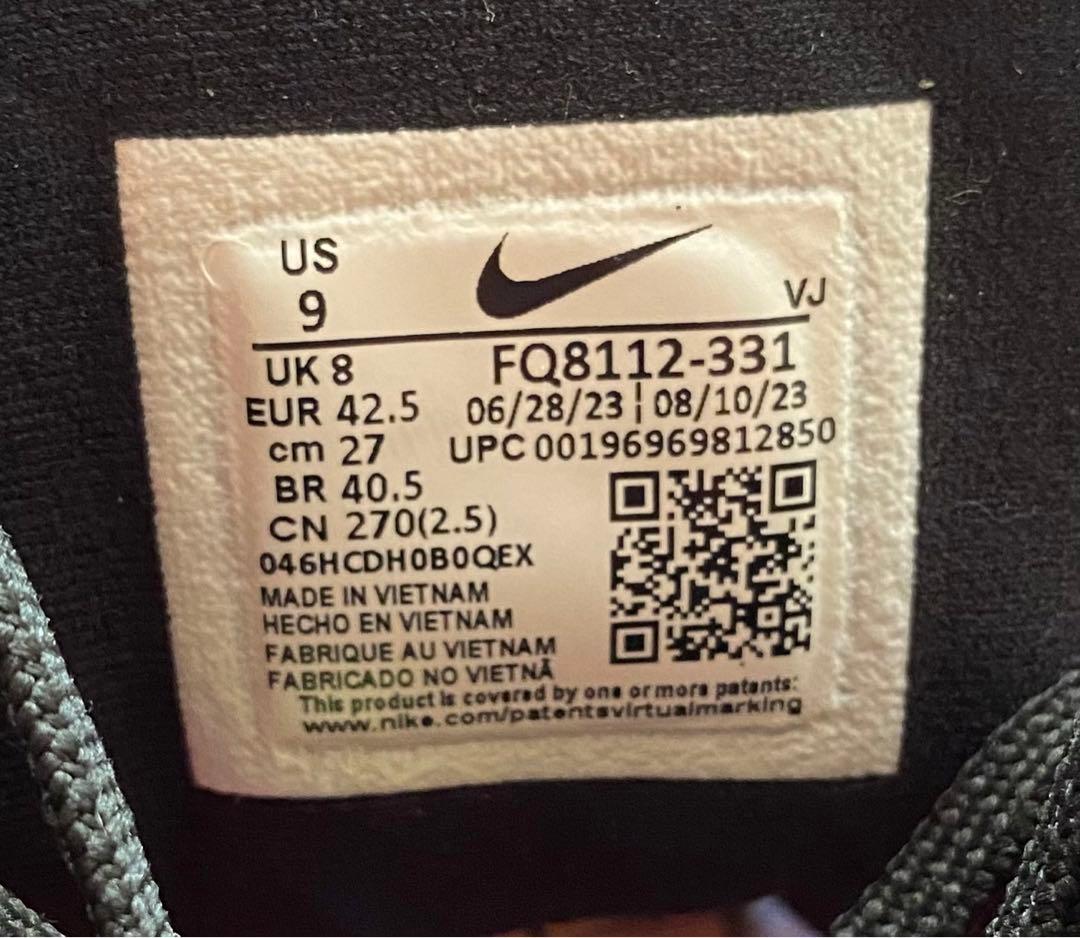 US
9
VJ
UK 8
FQ8112-331
EUR 42.5
06/28/23 ¦ 08/10/23
cm 27
UPC 00196969812850
BR 40.5
CN 270(2.5)
046HCDH0B0QEX
MADE IN VIETNAM
HECHO EN VIETNAM
FABRIQUE AU VIETNAM
FABRICADO NO VIETNÃ
This product is covered by one or more patents:
www.nike.com/patentsvirtualmarking